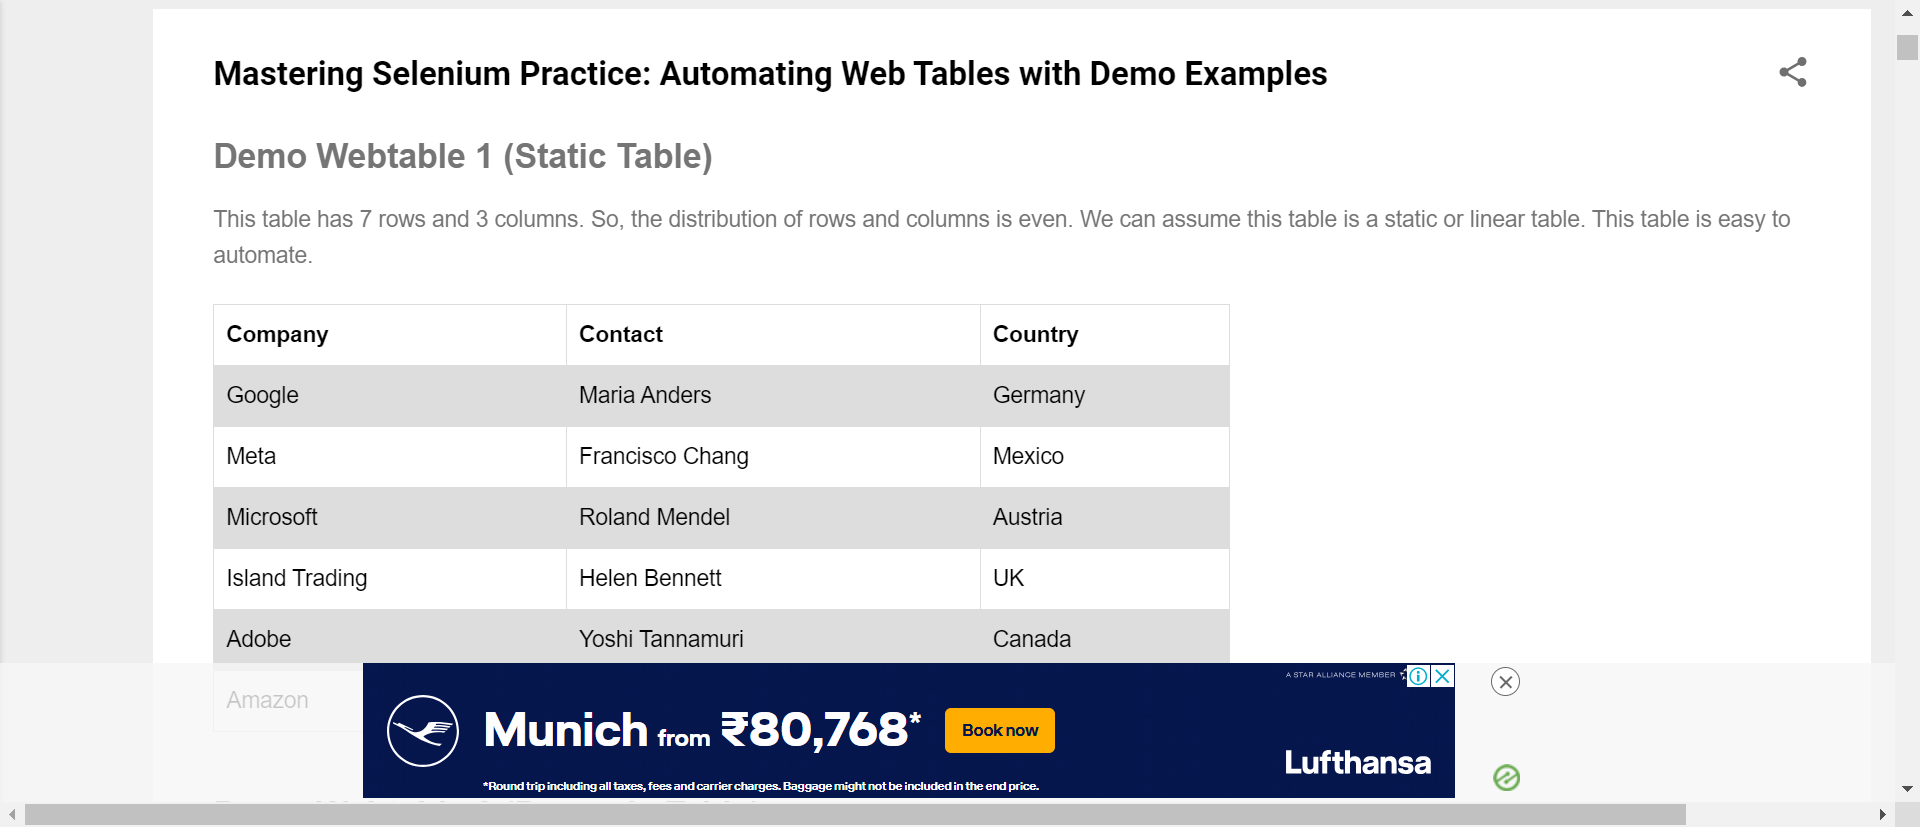 Mastering Selenium Practice: Automating Web Tables with Demo Examples
Demo Webtable 1 (Static Table)
This table has 7 rows and 3 columns. So, the distribution of rows and columns is even. We can assume this table is a static or linear table. This table is easy to
automate.
Company Contact Country
Google Maria Anders Germany
Meta Francisco Chang Mexico
Microsoft Roland Mendel Austria
Island Trading Helen Bennett UK
Adobe Yoshi Tannamuri Canada
Amazon
A STAR ALLIANCE MEMBER
Munich from ₹80,768*
Book now
Lufthansa
*Round trip including all taxes, fees and carrier charges. Baggage might not be included in the end price.